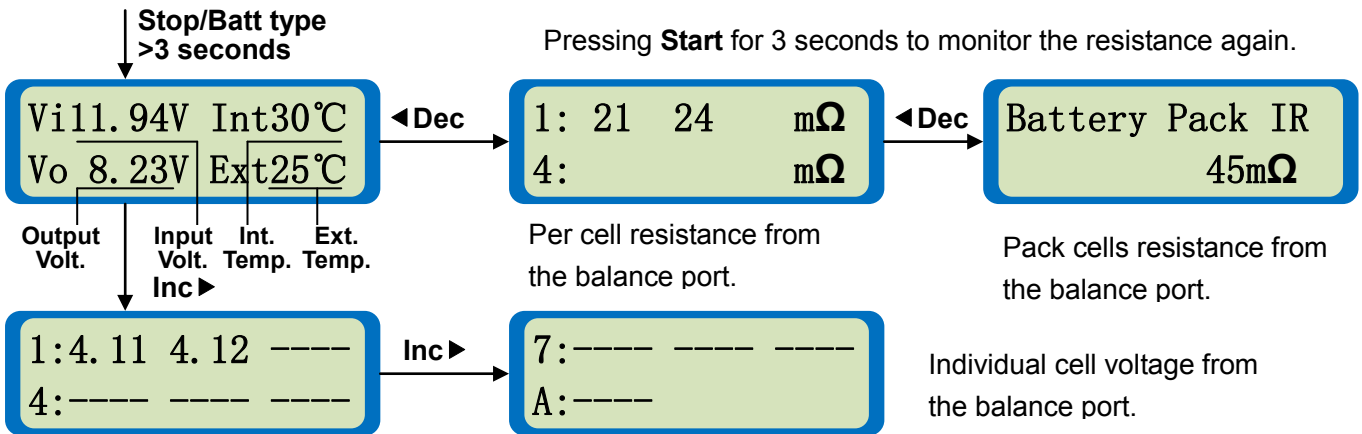 Stop/Batt type
>3 seconds
Pressing Start for 3 seconds to monitor the resistance again.
Vi11.94V Int30℃
Vo 8.23V Ext25℃
◀Dec
1: 21 24 mΩ
4: mΩ
◀Dec
Battery Pack IR
45mΩ
Output
Volt.
Input
Volt.
Int.
Temp.
Ext.
Temp.
Inc▶
Per cell resistance from
the balance port.
Pack cells resistance from
the balance port.
1:4.11 4.12 ----
4:---- ---- ----
Inc▶
7:---- ---- ----
A:----
Individual cell voltage from
the balance port.